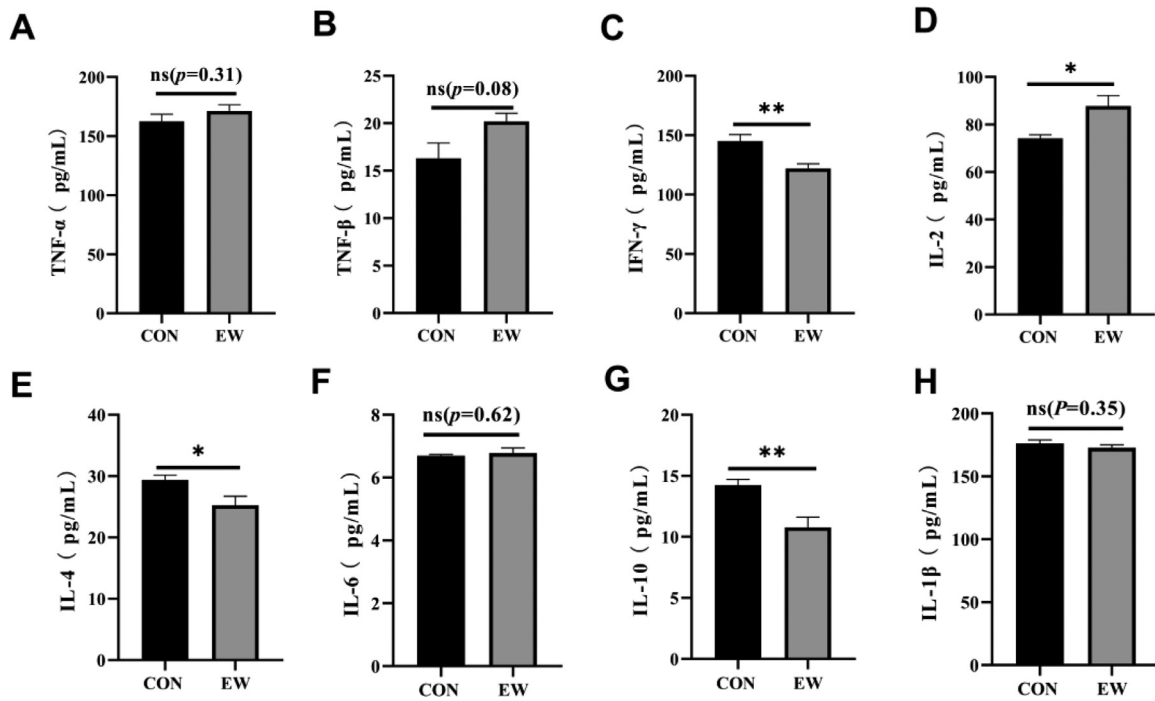 A
TNF-α ( pg/mL)
200
150
100
50
0
ns(p=0.31)
CON EW
B
TNF-β ( pg/mL)
25
20
15
10
5
0
ns(p=0.08)
CON EW
C
IFN-γ ( pg/mL)
200
150
100
50
0
**
CON EW
D
IL-2 ( pg/mL)
100
80
60
40
20
0
*
CON EW
E
IL-4 ( pg/mL)
40
30
20
10
0
*
CON EW
F
IL-6 ( pg/mL)
8
6
4
2
0
ns(p=0.62)
CON EW
G
IL-10 ( pg/mL)
20
15
10
5
0
**
CON EW
H
IL-1β ( pg/mL)
200
150
100
50
0
ns(P=0.35)
CON EW